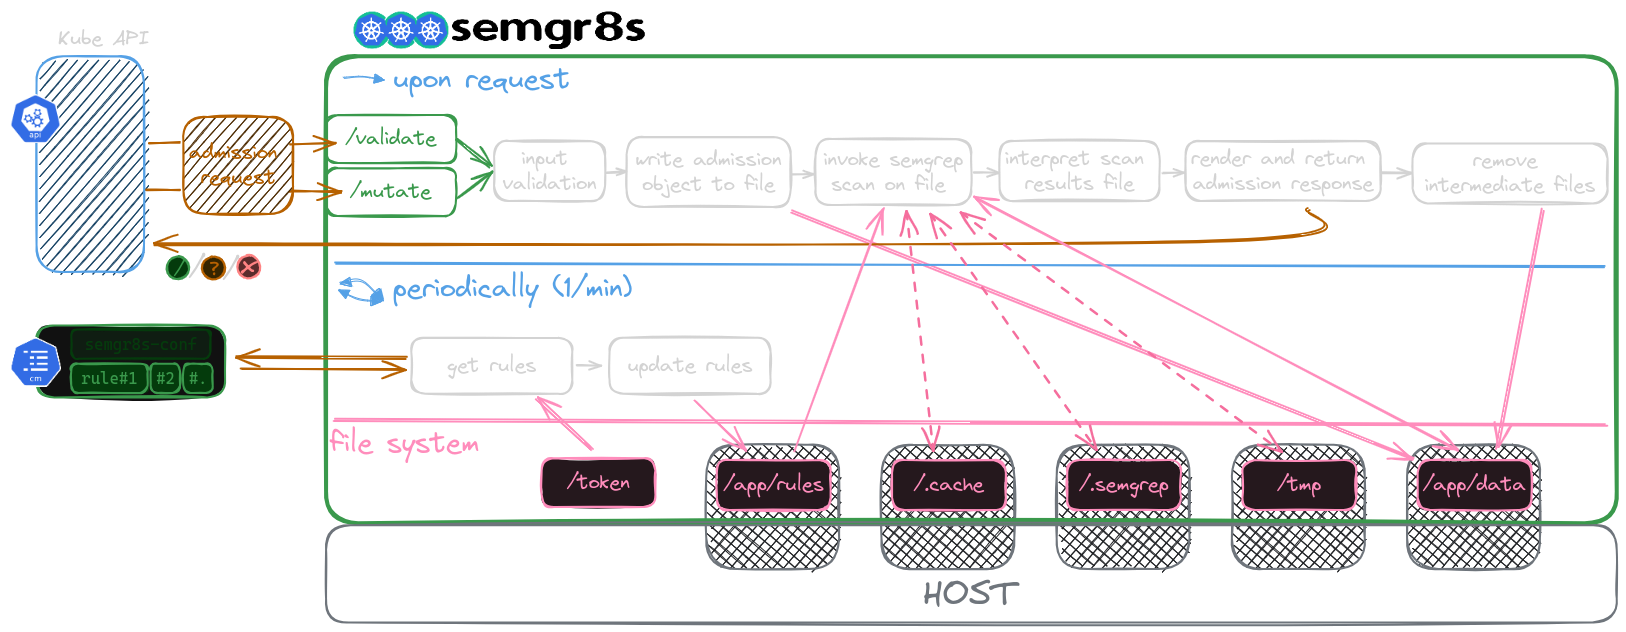 semgr8s
Kube API
upon request
api
/validate
admission
request
/mutate
input
validation
write admission
object to file
invoke semgrep
scan on file
interpret scan
results file
render and return
admission response
remove
intermediate files
/ ? / ×
periodically (1/min)
semgr8s-conf
cm
rule#1 #2 #.
get rules
update rules
file system
/token
/app/rules
/.cache
/.semgrep
/tmp
/app/data
HOST